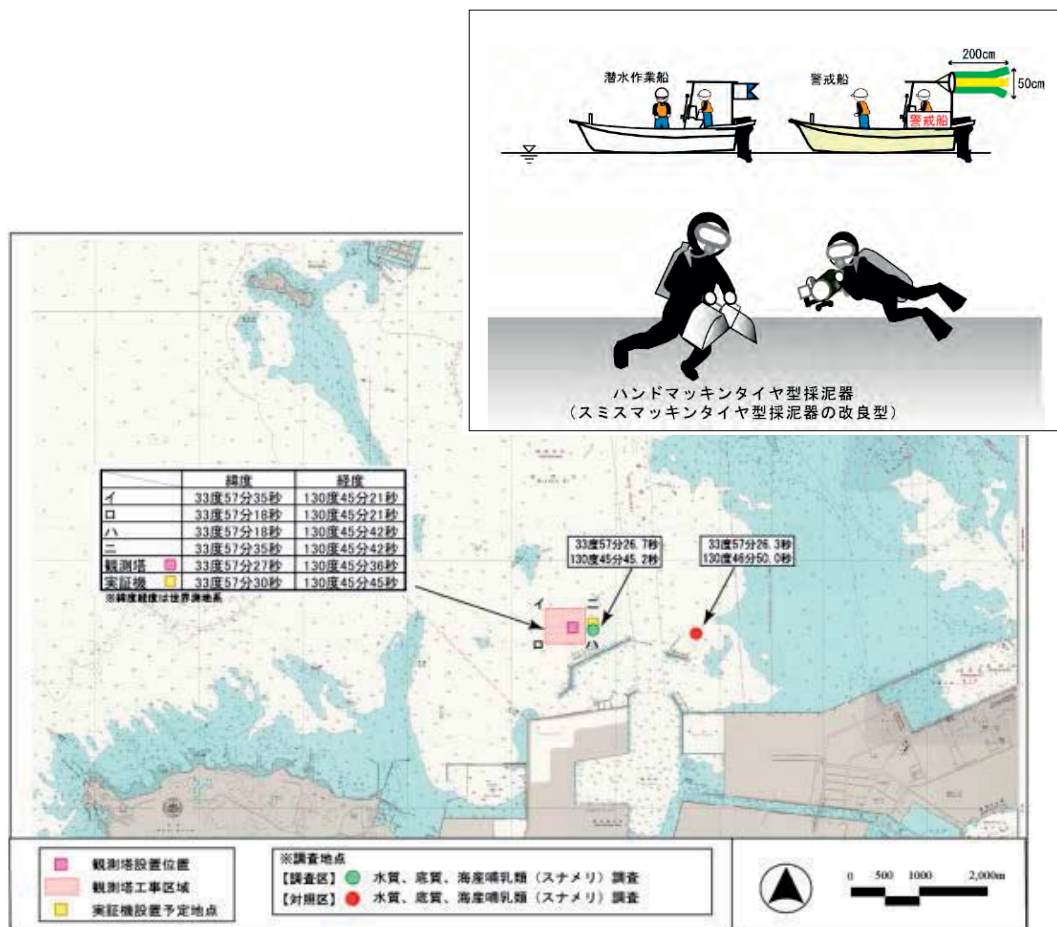 200cm
潜水作業船
警戒船
50cm
警戒船
ハンドマッキンタイヤ型採泥器
(スミスマッキンタイヤ型採泥器の改良型)
緯度 経度
イ 33度57分35秒 130度45分21秒
ロ 33度57分18秒 130度45分21秒
ハ 33度57分18秒 130度45分42秒
ニ 33度57分35秒 130度45分42秒
観測塔 33度57分27秒 130度45分36秒
実証機 33度57分30秒 130度45分45秒
※緯度経度は世界測地系
33度57分26.7秒
130度45分45.2秒
33度57分26.3秒
130度46分50.0秒
イ ニ
ロ ハ
観測塔設置位置
観測塔工事区域
実証機設置予定地点
※調査地点
【調査区】 水質、底質、海産哺乳類(スナメリ)調査
【対照区】 水質、底質、海産哺乳類(スナメリ)調査
0 500 1000 2,000m